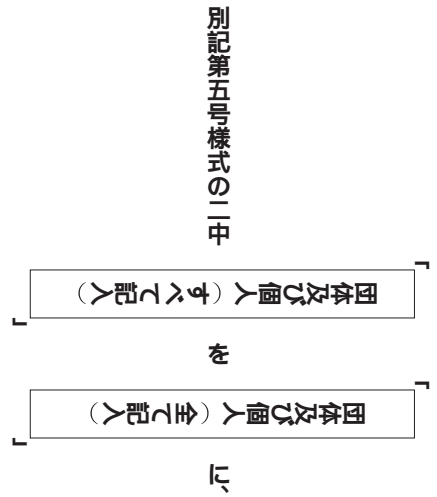 別記第五号様式の二中
「団体及び個人(すべて記入)」
を
「団体及び個人(全て記入)」
に、